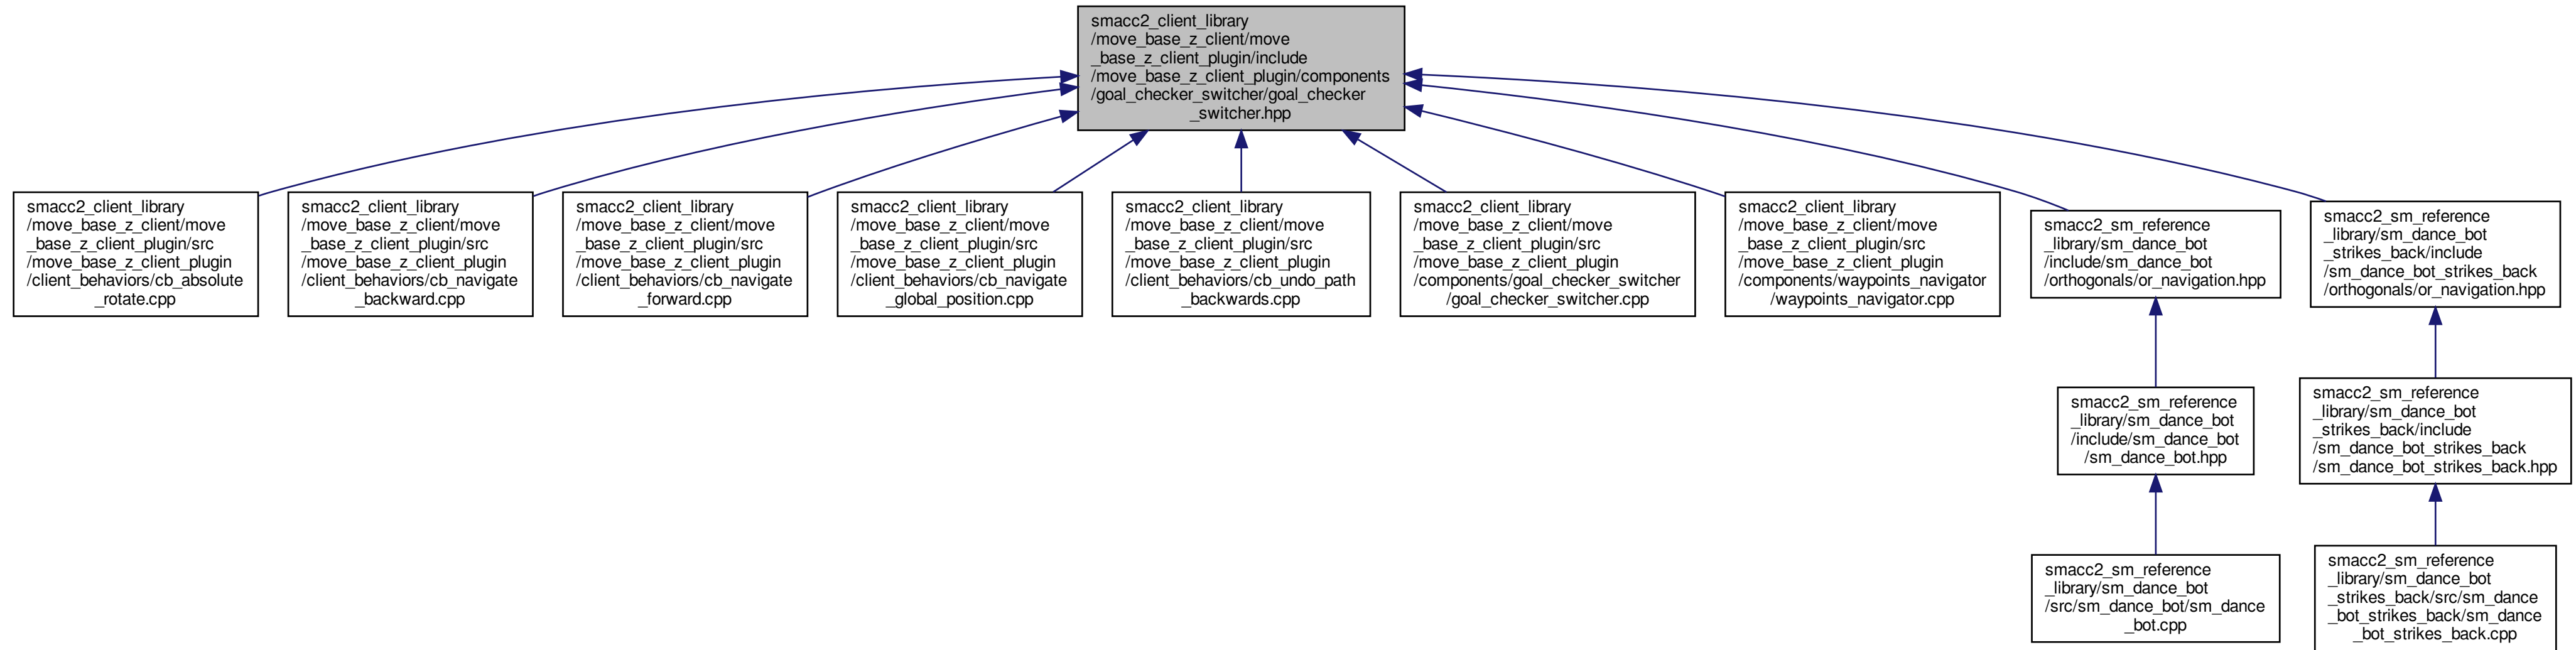 smacc2_client_library
/move_base_z_client/move
_base_z_client_plugin/include
/move_base_z_client_plugin/components
/goal_checker_switcher/goal_checker
_switcher.hpp
smacc2_client_library
/move_base_z_client/move
_base_z_client_plugin/src
/move_base_z_client_plugin
/client_behaviors/cb_absolute
_rotate.cpp
smacc2_client_library
/move_base_z_client/move
_base_z_client_plugin/src
/move_base_z_client_plugin
/client_behaviors/cb_navigate
_backward.cpp
smacc2_client_library
/move_base_z_client/move
_base_z_client_plugin/src
/move_base_z_client_plugin
/client_behaviors/cb_navigate
_forward.cpp
smacc2_client_library
/move_base_z_client/move
_base_z_client_plugin/src
/move_base_z_client_plugin
/client_behaviors/cb_navigate
_global_position.cpp
smacc2_client_library
/move_base_z_client/move
_base_z_client_plugin/src
/move_base_z_client_plugin
/client_behaviors/cb_undo_path
_backwards.cpp
smacc2_client_library
/move_base_z_client/move
_base_z_client_plugin/src
/move_base_z_client_plugin
/components/goal_checker_switcher
/goal_checker_switcher.cpp
smacc2_client_library
/move_base_z_client/move
_base_z_client_plugin/src
/move_base_z_client_plugin
/components/waypoints_navigator
/waypoints_navigator.cpp
smacc2_sm_reference
_library/sm_dance_bot
/include/sm_dance_bot
/orthogonals/or_navigation.hpp
smacc2_sm_reference
_library/sm_dance_bot
_strikes_back/include
/sm_dance_bot_strikes_back
/orthogonals/or_navigation.hpp
smacc2_sm_reference
_library/sm_dance_bot
/include/sm_dance_bot
/sm_dance_bot.hpp
smacc2_sm_reference
_library/sm_dance_bot
_strikes_back/include
/sm_dance_bot_strikes_back
/sm_dance_bot_strikes_back.hpp
smacc2_sm_reference
_library/sm_dance_bot
/src/sm_dance_bot/sm_dance
_bot.cpp
smacc2_sm_reference
_library/sm_dance_bot
_strikes_back/src/sm_dance
_bot_strikes_back/sm_dance
_bot_strikes_back.cpp